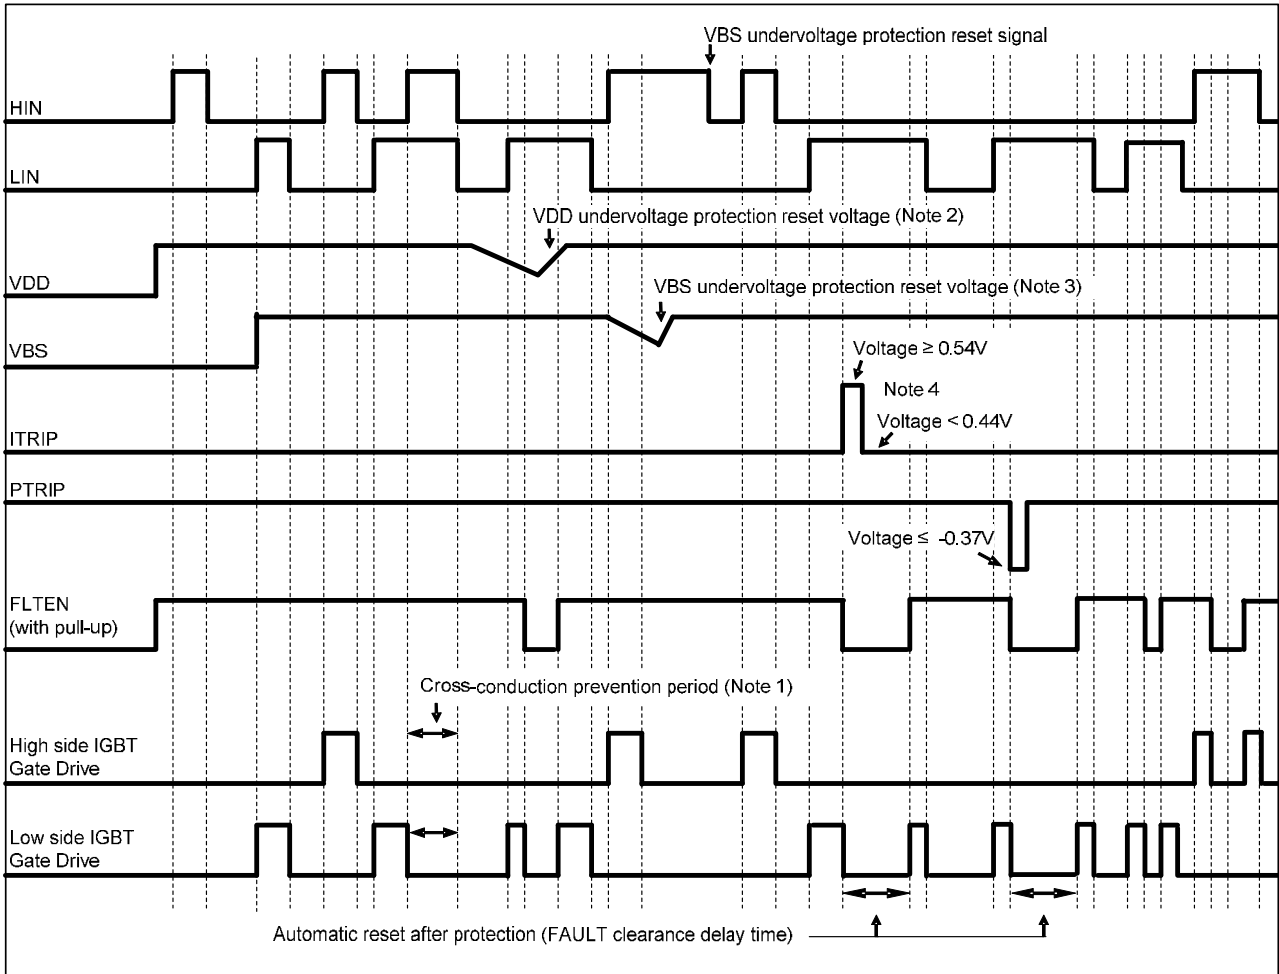 VBS undervoltage protection reset signal
HIN
LIN
VDD undervoltage protection reset voltage (Note 2)
VDD
VBS undervoltage protection reset voltage (Note 3)
VBS
Voltage ≥ 0.54V
Note 4
Voltage < 0.44V
ITRIP
PTRIP
Voltage ≤ -0.37V
FLTEN
(with pull-up)
Cross-conduction prevention period (Note 1)
High side IGBT
Gate Drive
Low side IGBT
Gate Drive
Automatic reset after protection (FAULT clearance delay time)